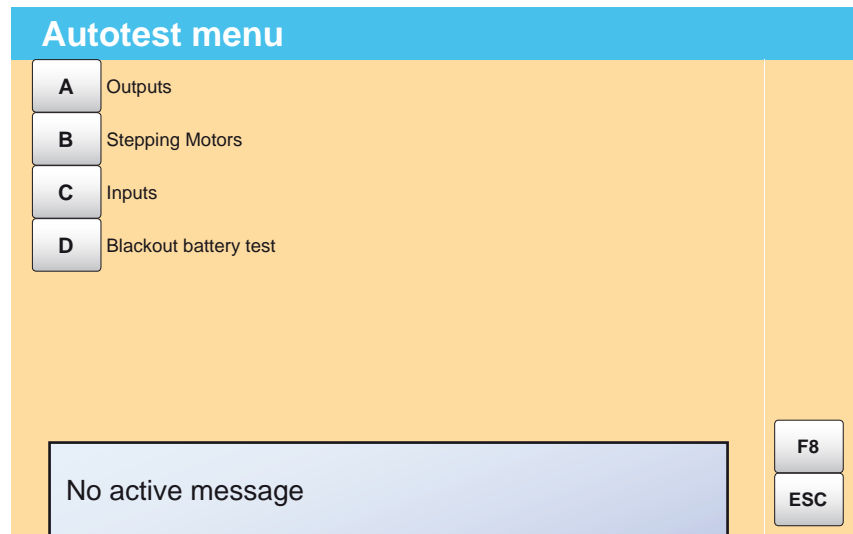 Autotest menu
A Outputs
B Stepping Motors
C Inputs
D Blackout battery test
F8
No active message
ESC